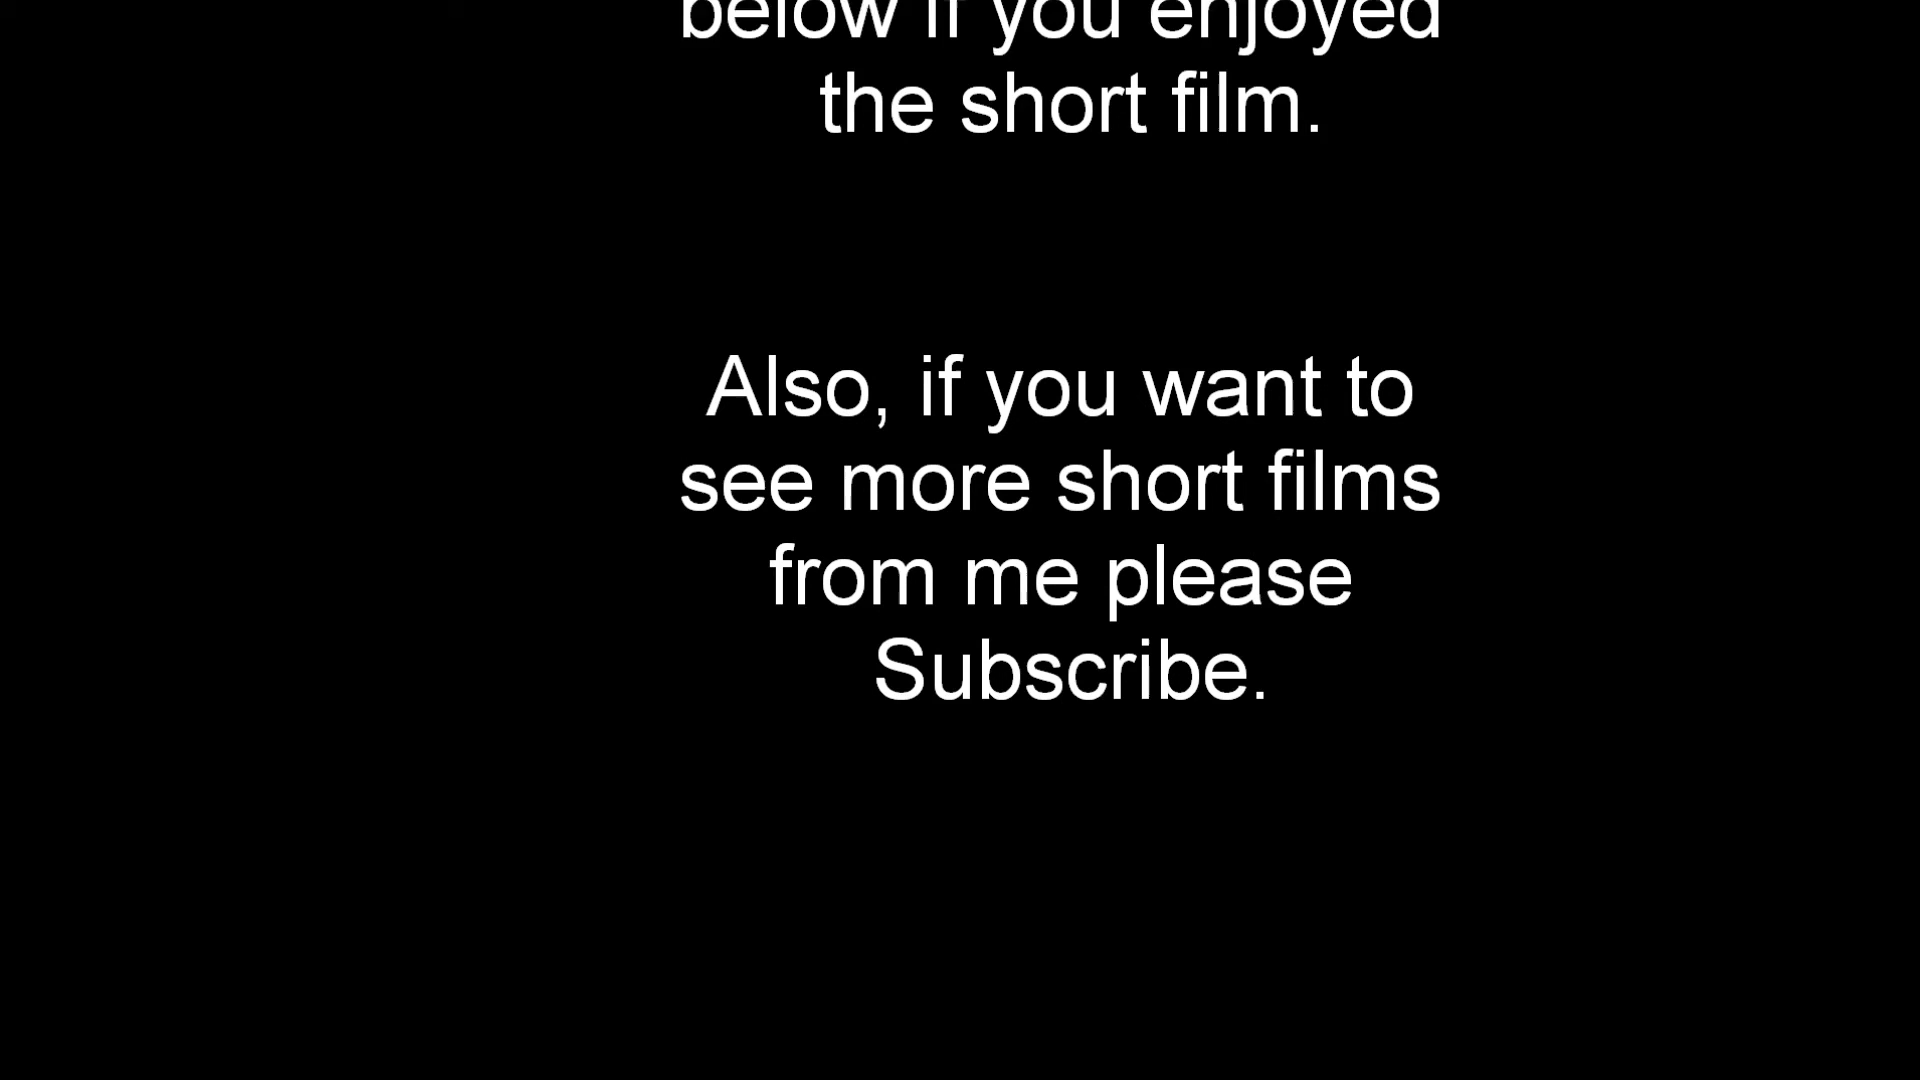 below if you enjoyed
the short film.
Also, if you want to
see more short films
from me please
Subscribe.